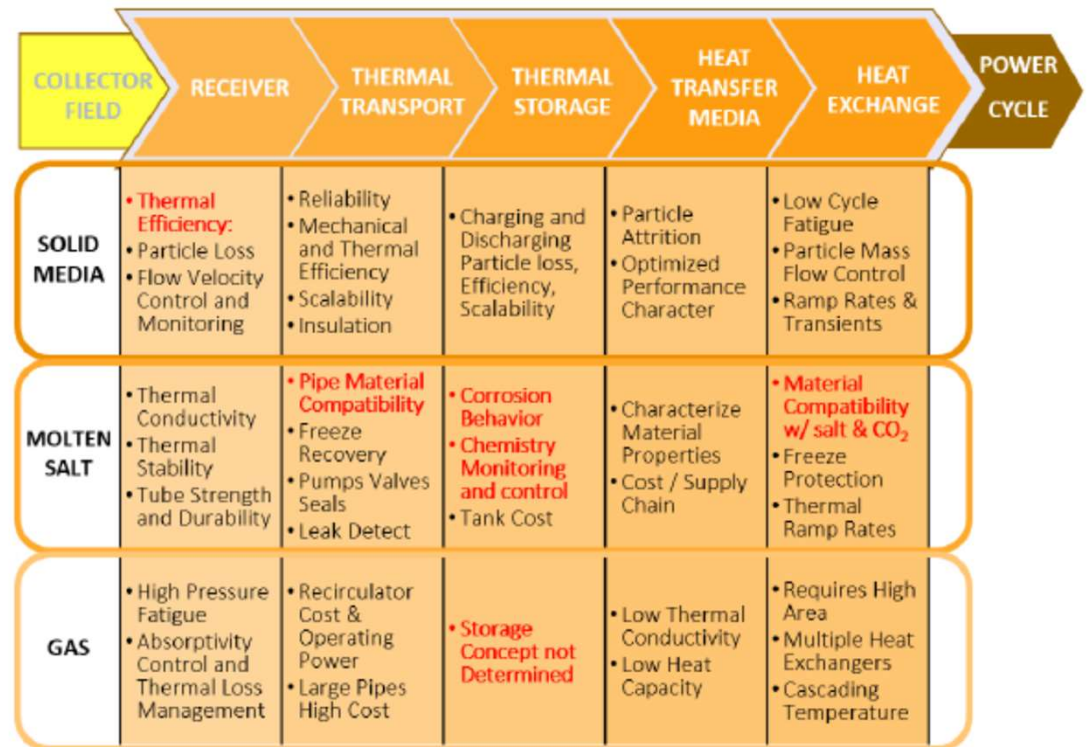 COLLECTOR
FIELD
RECEIVER
THERMAL
TRANSPORT
THERMAL
STORAGE
HEAT
TRANSFER
MEDIA
HEAT
EXCHANGE
POWER
CYCLE
SOLID
MEDIA
• Thermal
Efficiency:
• Particle Loss
• Flow Velocity
Control and
Monitoring
• Reliability
• Mechanical
and Thermal
Efficiency
• Scalability
• Insulation
• Charging and
Discharging
Particle loss,
Efficiency,
Scalability
• Particle
Attrition
• Optimized
Performance
Character
• Low Cycle
Fatigue
• Particle Mass
Flow Control
• Ramp Rates &
Transients
MOLTEN
SALT
• Thermal
Conductivity
• Thermal
Stability
• Tube Strength
and Durability
• Pipe Material
Compatibility
• Freeze
Recovery
• Pumps Valves
Seals
• Leak Detect
• Corrosion
Behavior
• Chemistry
Monitoring
and control
• Tank Cost
• Characterize
Material
Properties
• Cost / Supply
Chain
• Material
Compatibility
w/ salt & CO₂
• Freeze
Protection
• Thermal
Ramp Rates
GAS
• High Pressure
Fatigue
• Absorptivity
Control and
Thermal Loss
Management
• Recirculator
Cost &
Operating
Power
• Large Pipes
High Cost
• Storage
Concept not
Determined
• Low Thermal
Conductivity
• Low Heat
Capacity
• Requires High
Area
• Multiple Heat
Exchangers
• Cascading
Temperature